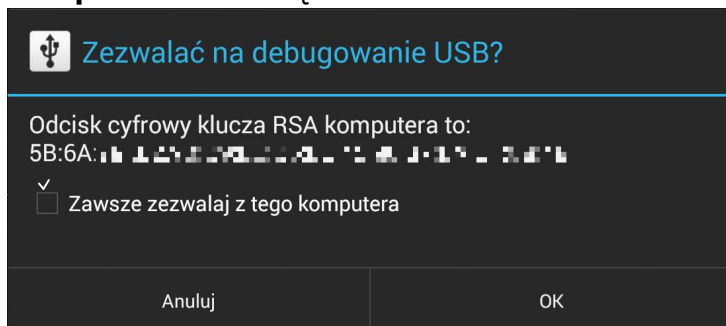 Zezwalać na debugowanie USB?
Odcisk cyfrowy klucza RSA komputera to:
5B:6A:
Zawsze zezwalaj z tego komputera
Anuluj
OK